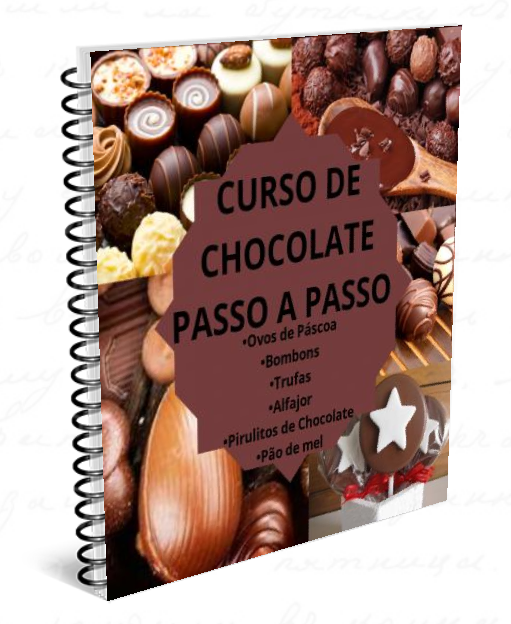 CURSO DE
CHOCOLATE
PASSO A PASSO
•Ovos de Páscoa
•Bombons
•Trufas
•Alfajor
•Pirulitos de Chocolate
•Pão de mel